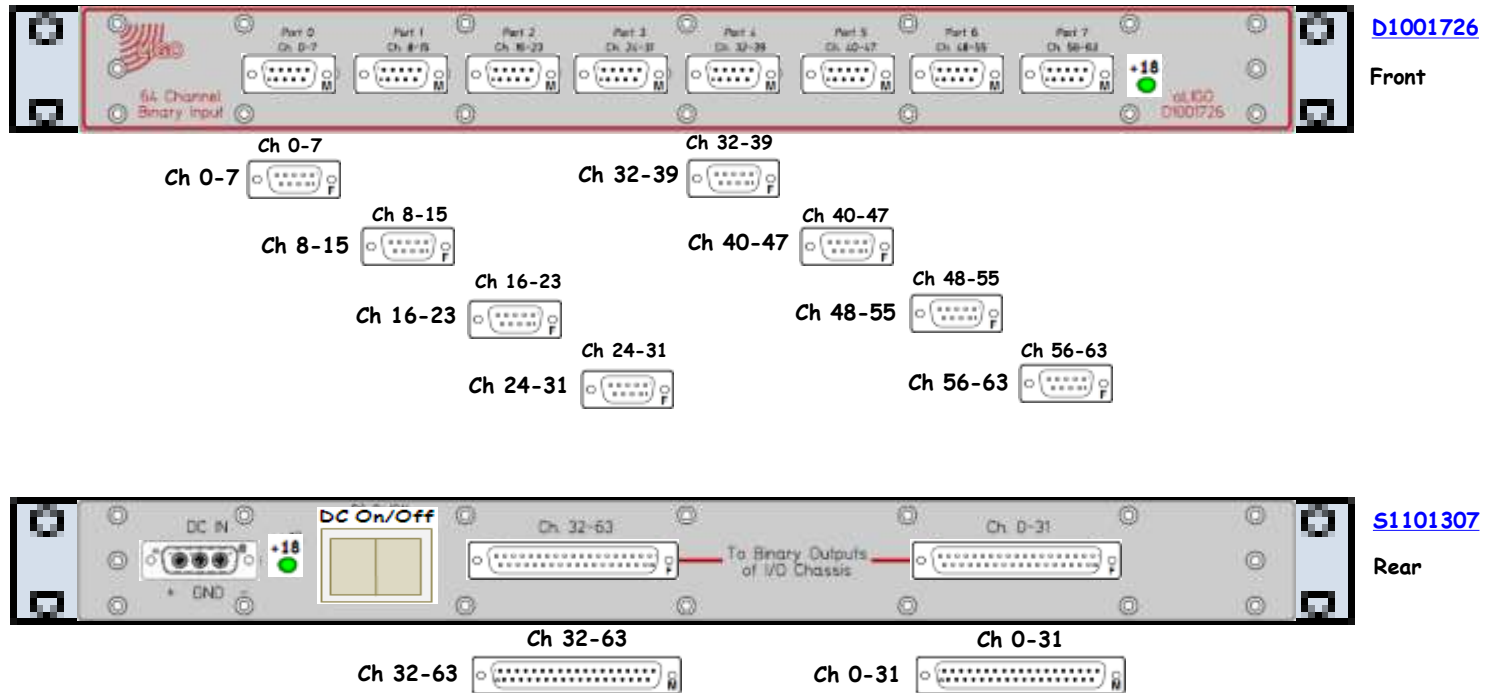 Port 0 Port 1 Port 2 Port 3 Port 4 Port 5 Port 6 Port 7
Ch. 0-7 Ch. 8-15 Ch. 16-23 Ch. 24-31 Ch. 32-39 Ch. 40-47 Ch. 48-55 Ch. 56-63
M M M M M M M M
+18
64 Channel
Binary Input
aLIGO
D1001726
D1001726
Front
Ch 0-7
Ch 0-7 F
Ch 32-39
Ch 32-39 F
Ch 8-15
Ch 8-15 F
Ch 40-47
Ch 40-47 F
Ch 16-23
Ch 16-23 F
Ch 48-55
Ch 48-55 F
Ch 24-31
Ch 24-31 F
Ch 56-63
Ch 56-63 F
DC IN
+18
+ GND -
DC On/Off
Ch. 32-63
F
To Binary Outputs
of I/O Chassis
Ch. 0-31
F
S1101307
Rear
Ch 32-63
Ch 32-63 M
Ch 0-31
Ch 0-31 M